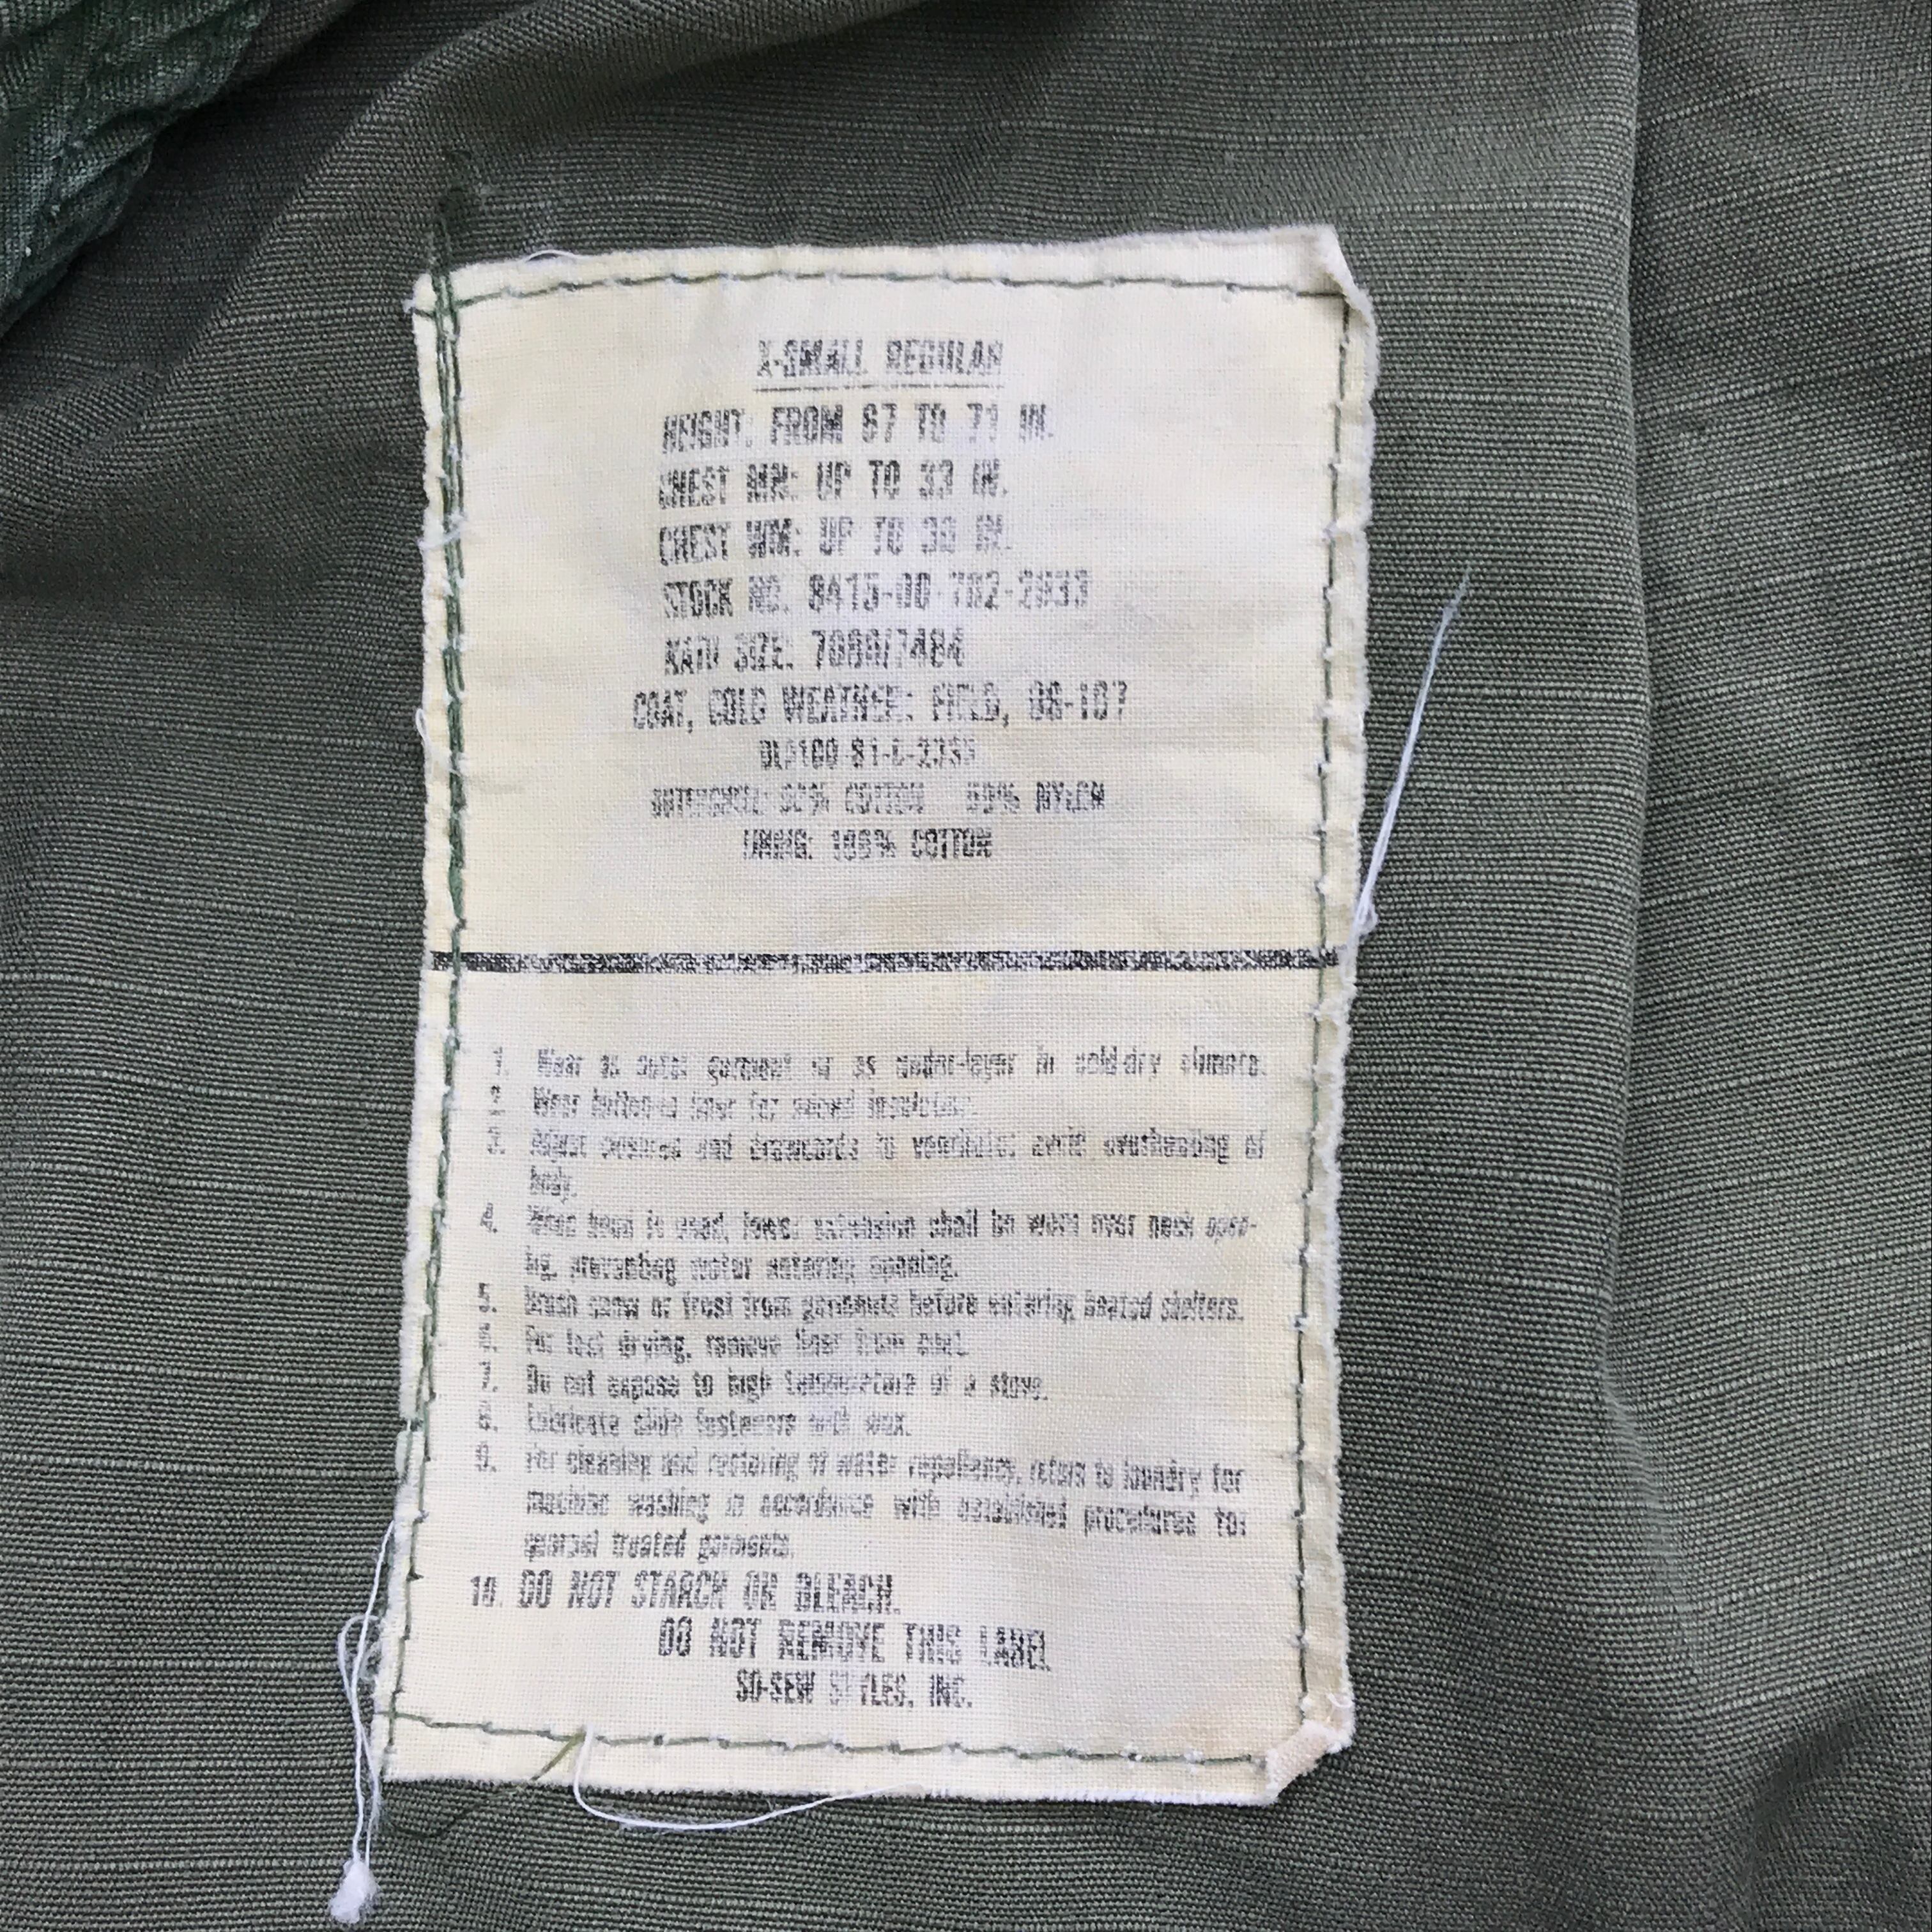 X-SMALL REGULAR
HEIGHT: FROM 67 TO 71 IN.
CHEST MN: UP TO 33 IN.
CHEST WM: UP TO IN.
STOCK NO. 8415-00-782-2933
NATO SIZE:
COAT, COLD WEATHER: FIELD, OG-107
OUTERSHELL: 50% COTTON 50% NYLON
LINING: 100% COTTON
1. Wear as outer garment or as under-layer in cold-dry climate.
2. Wear buttoned liner for added insulation.
3. Adjust closures and drawcords to ventilate; avoid overheating of
body.
4. When hood is used, lower extension shall be worn over neck open-
ing, preventing water entering opening.
5. Brush snow or frost from garments before entering heated shelters.
6. For fast drying, remove liner from coat.
7. Do not expose to high temperature of a stove.
8. Lubricate slide fasteners with wax.
9. For cleaning and restoring of water repellency, return to laundry for
machine washing in accordance with established procedures for
quarpel treated garments.
10. DO NOT STARCH OR BLEACH.
DO NOT REMOVE THIS LABEL
SO-SEW STYLES, INC.